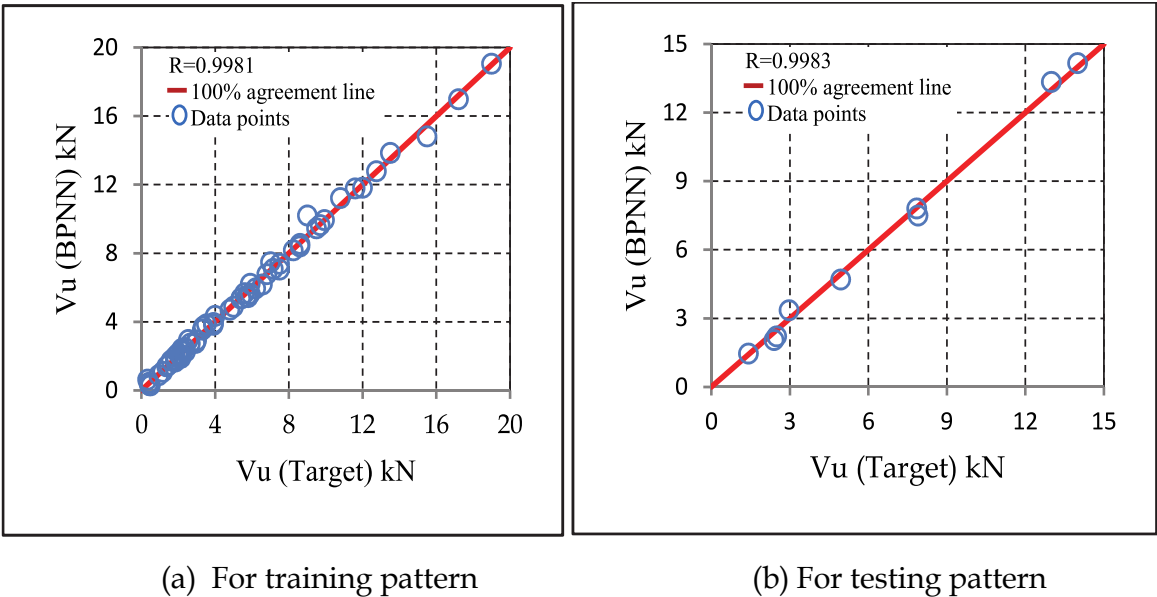 R=0.9981
100% agreement line
Data points
20
16
12
8
4
0
0 4 8 12 16 20
Vu (BPNN) kN
Vu (Target) kN
(a) For training pattern
R=0.9983
100% agreement line
Data points
15
12
9
6
3
0
0 3 6 9 12 15
Vu (BPNN) kN
Vu (Target) kN
(b) For testing pattern